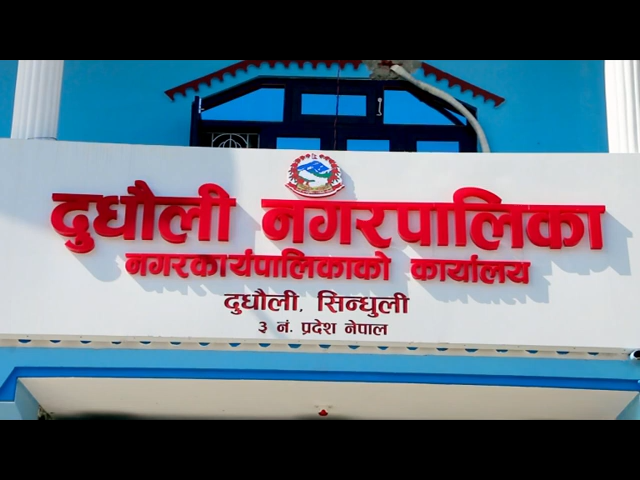 दुधौली नगरपालिका
नगरकार्यपालिकाको कार्यालय
दुधौली, सिन्धुली
३ नं. प्रदेश नेपाल